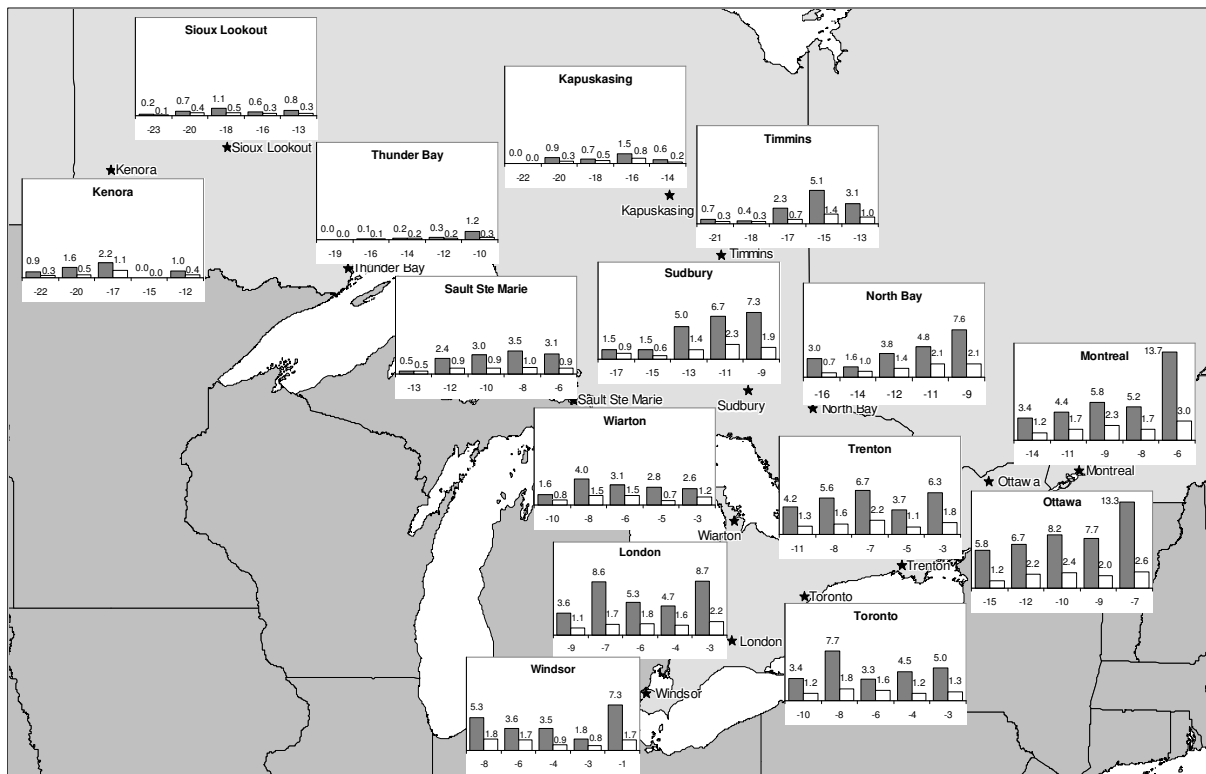 Sioux Lookout
0.2 0.1 0.7 0.4 1.1 0.5 0.6 0.3 0.8 0.3
-23 -20 -18 -16 -13
Sioux Lookout
Kapuskasing
0.0 0.0 0.9 0.3 0.7 0.5 1.5 0.8 0.6 0.2
-22 -20 -18 -16 -14
Kapuskasing
Timmins
0.7 0.3 0.4 0.3 2.3 0.7 5.1 1.4 3.1 1.0
-21 -18 -17 -15 -13
Timmins
Thunder Bay
0.0 0.0 0.1 0.1 0.2 0.2 0.3 0.2 1.2 0.3
-19 -16 -14 -12 -10
Thunder Bay
Kenora
Kenora
0.9 0.3 1.6 0.5 2.2 1.1 0.0 0.0 1.0 0.4
-22 -20 -17 -15 -12
Sault Ste Marie
0.5 0.5 2.4 0.9 3.0 0.9 3.5 1.0 3.1 0.9
-13 -12 -10 -8 -6
Sault Ste Marie
Sudbury
1.5 0.9 1.5 0.6 5.0 1.4 6.7 2.3 7.3 1.9
-17 -15 -13 -11 -9
Sudbury
North Bay
3.0 0.7 1.6 1.0 3.8 1.4 4.8 2.1 7.6 2.1
-16 -14 -12 -11 -9
North Bay
Montreal
3.4 1.2 4.4 1.7 5.8 2.3 5.2 1.7 13.7 3.0
-14 -11 -9 -8 -6
Montreal
Wiarton
1.6 0.8 4.0 1.5 3.1 1.5 2.8 0.7 2.6 1.2
-10 -8 -6 -5 -3
Wiarton
Trenton
4.2 1.3 5.6 1.6 6.7 2.2 3.7 1.1 6.3 1.8
-11 -8 -7 -5 -3
Trenton
Ottawa
Ottawa
5.8 1.2 6.7 2.2 8.2 2.4 7.7 2.0 13.3 2.6
-15 -12 -10 -9 -7
London
3.6 1.1 8.6 1.7 5.3 1.8 4.7 1.6 8.7 2.2
-9 -7 -6 -4 -3
London
Toronto
Toronto
3.4 1.2 7.7 1.8 3.3 1.6 4.5 1.2 5.0 1.3
-10 -8 -6 -4 -3
Windsor
5.3 1.8 3.6 1.7 3.5 0.9 1.8 0.8 7.3 1.7
-8 -6 -4 -3 -1
Windsor